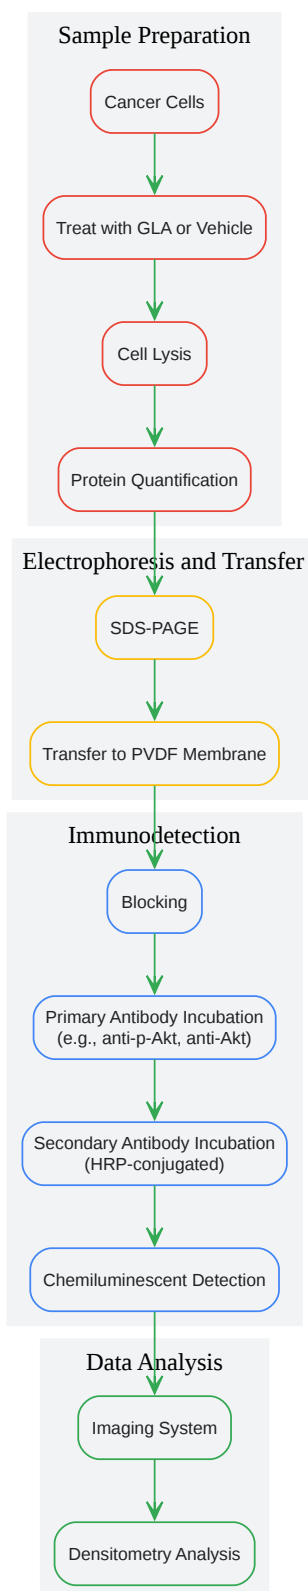 Sample Preparation
Cancer Cells
Treat with GLA or Vehicle
Cell Lysis
Protein Quantification
Electrophoresis and Transfer
SDS-PAGE
Transfer to PVDF Membrane
Immunodetection
Blocking
Primary Antibody Incubation
(e.g., anti-p-Akt, anti-Akt)
Secondary Antibody Incubation
(HRP-conjugated)
Chemiluminescent Detection
Data Analysis
Imaging System
Densitometry Analysis